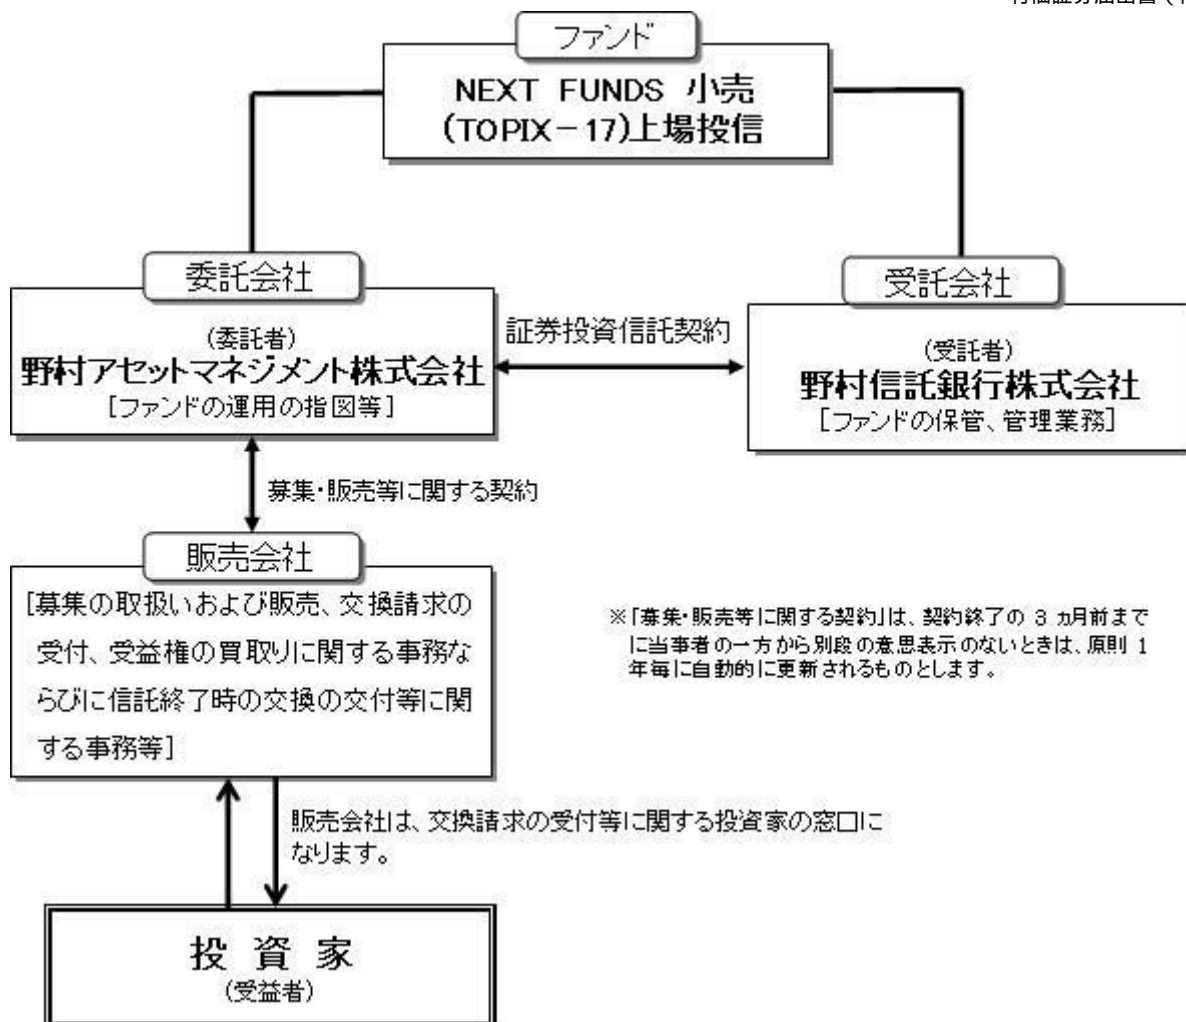 ファンド
NEXT FUNDS 小売
(TOPIX－17)上場投信
委託会社
(委託者)
野村アセットマネジメント株式会社
[ファンドの運用の指図等]
証券投資信託契約
受託会社
(受託者)
野村信託銀行株式会社
[ファンドの保管、管理業務]
募集・販売等に関する契約
販売会社
[募集の取扱いおよび販売、交換請求の
受付、受益権の買取りに関する事務な
らびに信託終了時の交換の交付等に関
する事務等]
※「募集・販売等に関する契約」は、契約終了の 3 ヵ月前まで
に当事者の一方から別段の意思表示のないときは、原則 1
年毎に自動的に更新されるものとします。
販売会社は、交換請求の受付等に関する投資家の窓口に
なります。
投 資 家
(受益者)